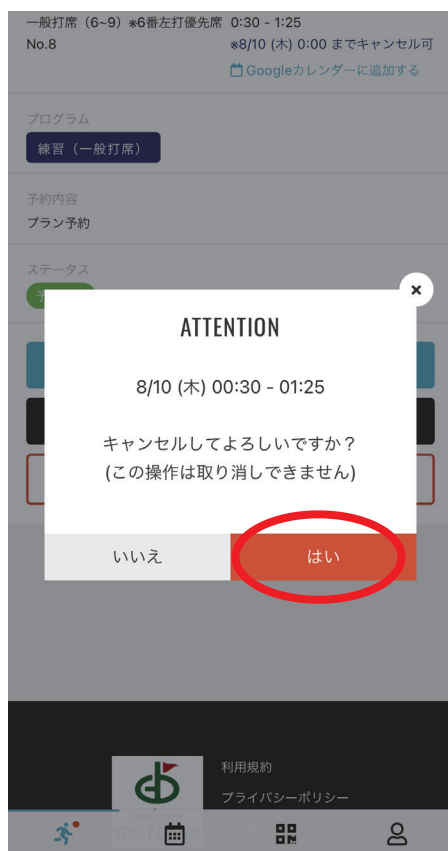 一般打席（6~9）※6番左打優先席 0:30 - 1:25
No.8 ※8/10 (木) 0:00 までキャンセル可
Googleカレンダーに追加する
プログラム
練習（一般打席）
予約内容
プラン予約
ステータス
ATTENTION
8/10 (木) 00:30 - 01:25
キャンセルしてよろしいですか？
(この操作は取り消しできません)
いいえ はい
利用規約
プライバシーポリシー